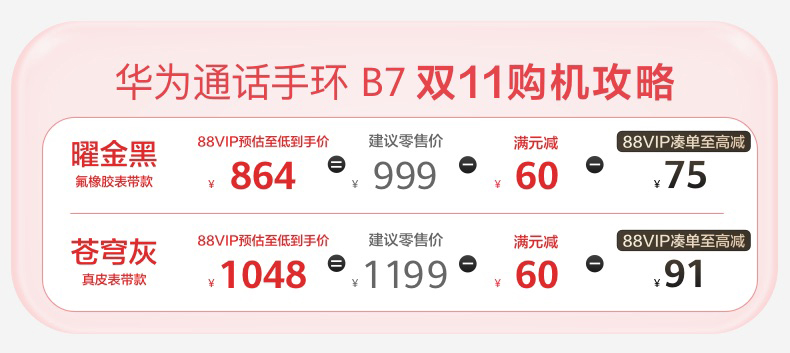 华为通话手环 B7 双11购机攻略
曜金黑
氟橡胶表带款
88VIP预估至低到手价
¥ 864
=
建议零售价
¥ 999
−
满元减
¥ 60
−
88VIP凑单至高减
¥ 75
苍穹灰
真皮表带款
88VIP预估至低到手价
¥ 1048
=
建议零售价
¥ 1199
−
满元减
¥ 60
−
88VIP凑单至高减
¥ 91